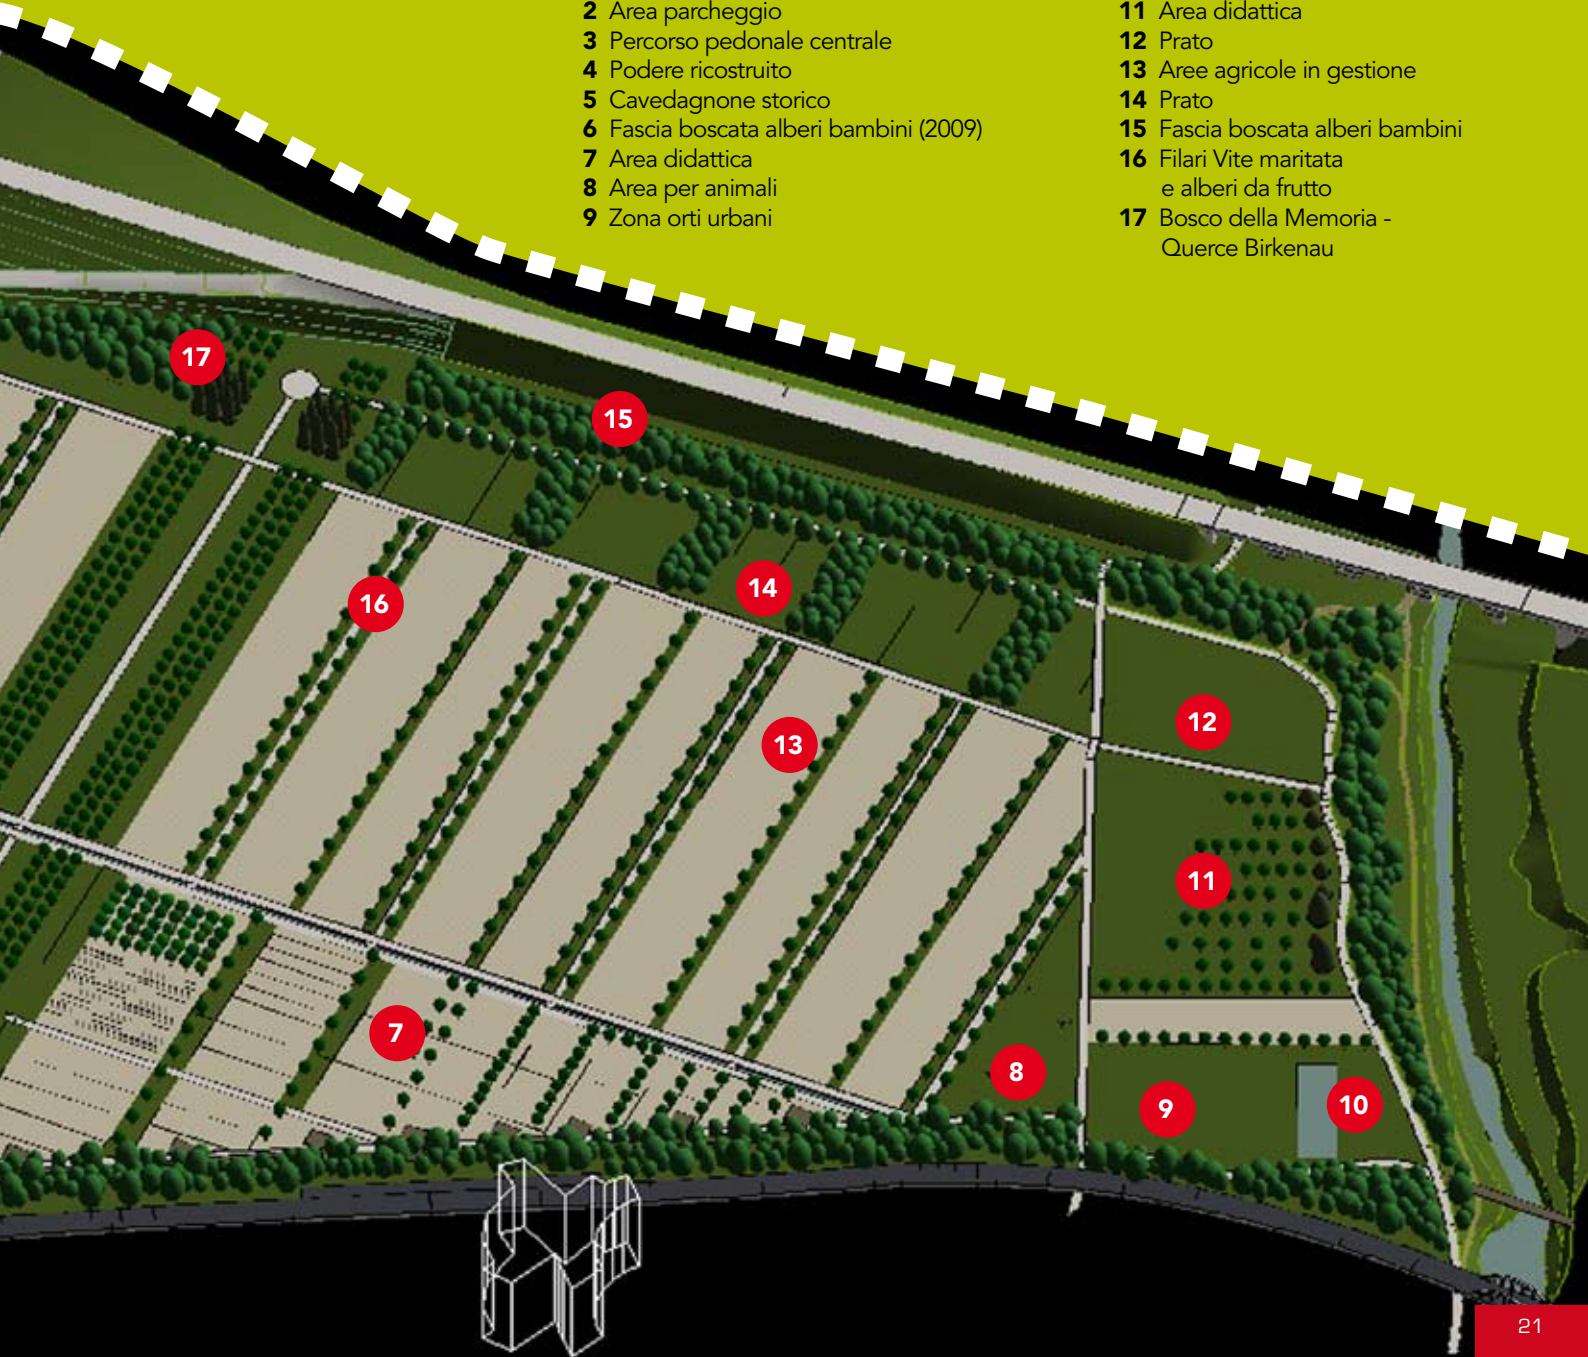 2 Area parcheggio
3 Percorso pedonale centrale
4 Podere ricostruito
5 Cavedagnone storico
6 Fascia boscata alberi bambini (2009)
7 Area didattica
8 Area per animali
9 Zona orti urbani
11 Area didattica
12 Prato
13 Aree agricole in gestione
14 Prato
15 Fascia boscata alberi bambini
16 Filari Vite maritata
e alberi da frutto
17 Bosco della Memoria -
Querce Birkenau
17
15
16
14
12
13
11
7
8
9
10
21